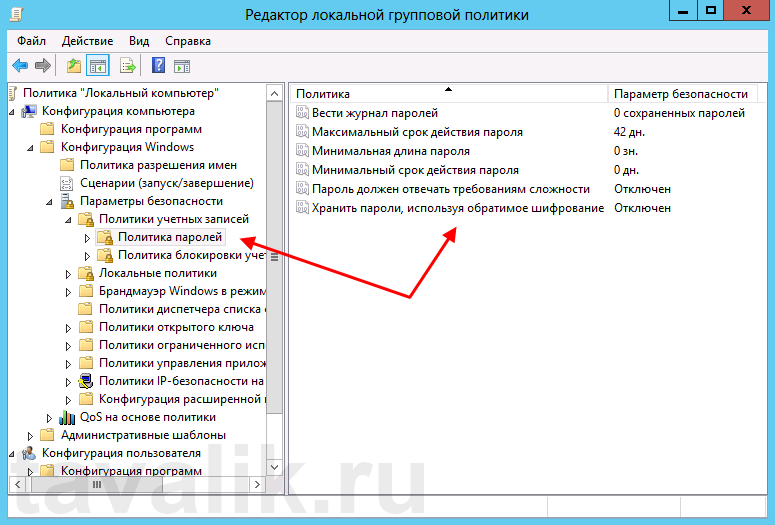 Редактор локальной групповой политики
Файл Действие Вид Справка
Политика "Локальный компьютер"
Конфигурация компьютера
Конфигурация программ
Конфигурация Windows
Политика разрешения имен
Сценарии (запуск/завершение)
Параметры безопасности
Политики учетных записей
Политика паролей
Политика блокировки учет
Локальные политики
Брандмауэр Windows в режим
Политики диспетчера списка с
Политики открытого ключа
Политики ограниченного исп
Политики управления прилож
Политики IP-безопасности на
Конфигурация расширенной п
QoS на основе политики
Административные шаблоны
Конфигурация пользователя
Конфигурация программ
Политика Параметр безопасности
Вести журнал паролей 0 сохраненных паролей
Максимальный срок действия пароля 42 дн.
Минимальная длина пароля 0 зн.
Минимальный срок действия пароля 0 дн.
Пароль должен отвечать требованиям сложности Отключен
Хранить пароли, используя обратимое шифрование Отключен
tavalik.ru